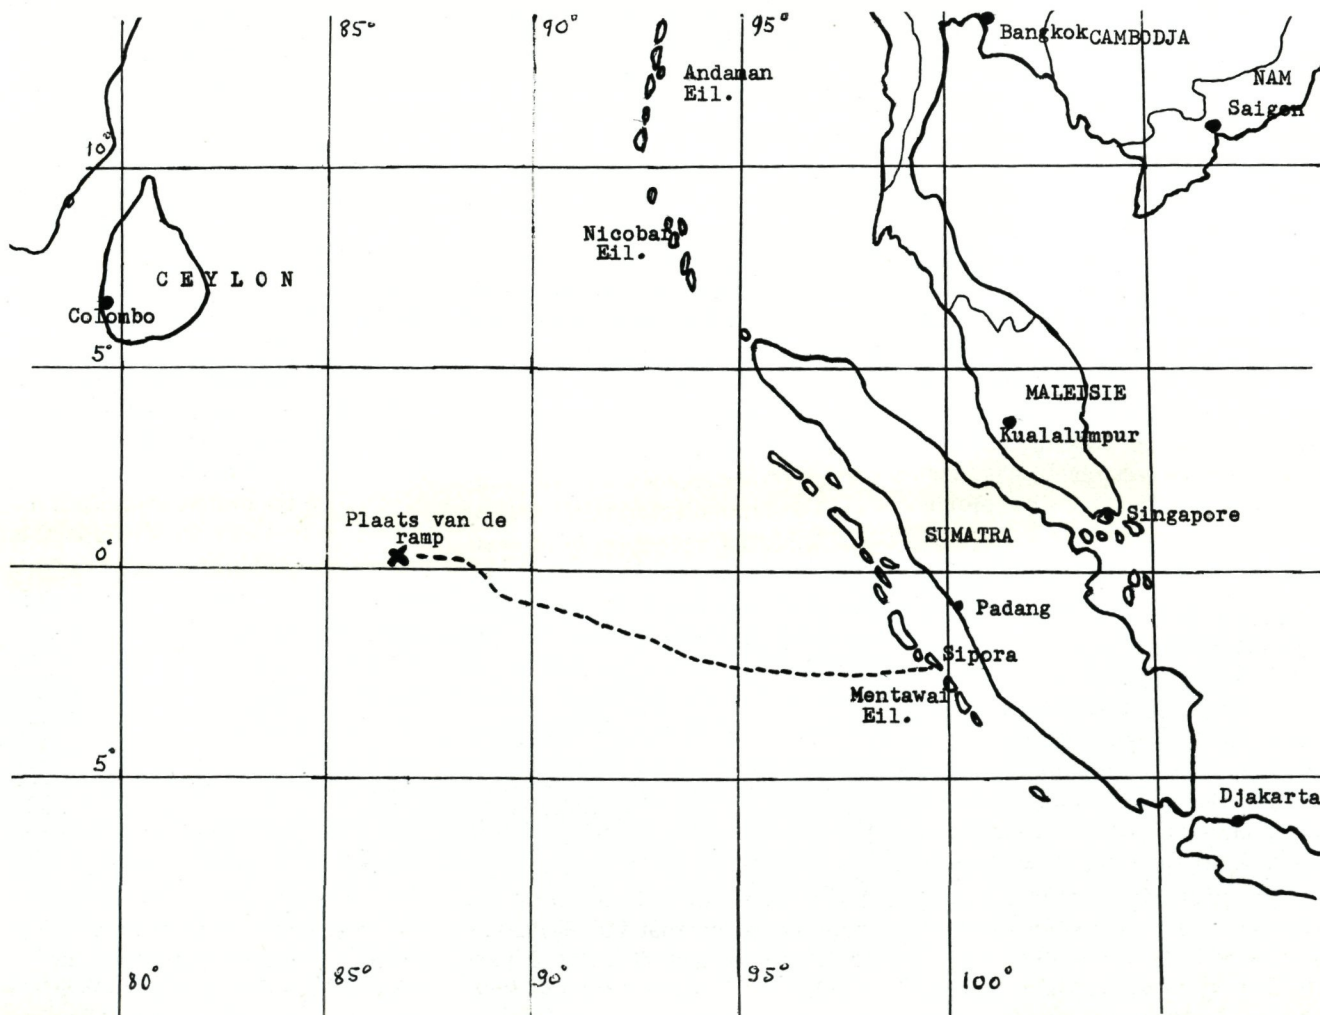 85°
90°
95°
Bangkok
CAMBODJA
Andaman
Eil.
NAM
Saigon
10°
Nicobar
Eil.
CEYLON
Colombo
5°
MALEISIE
Kualalumpur
Plaats van de
ramp
Singapore
SUMATRA
0°
Padang
Sipora
Mentawai
Eil.
5°
Djakarta
80°
85°
90°
95°
100°